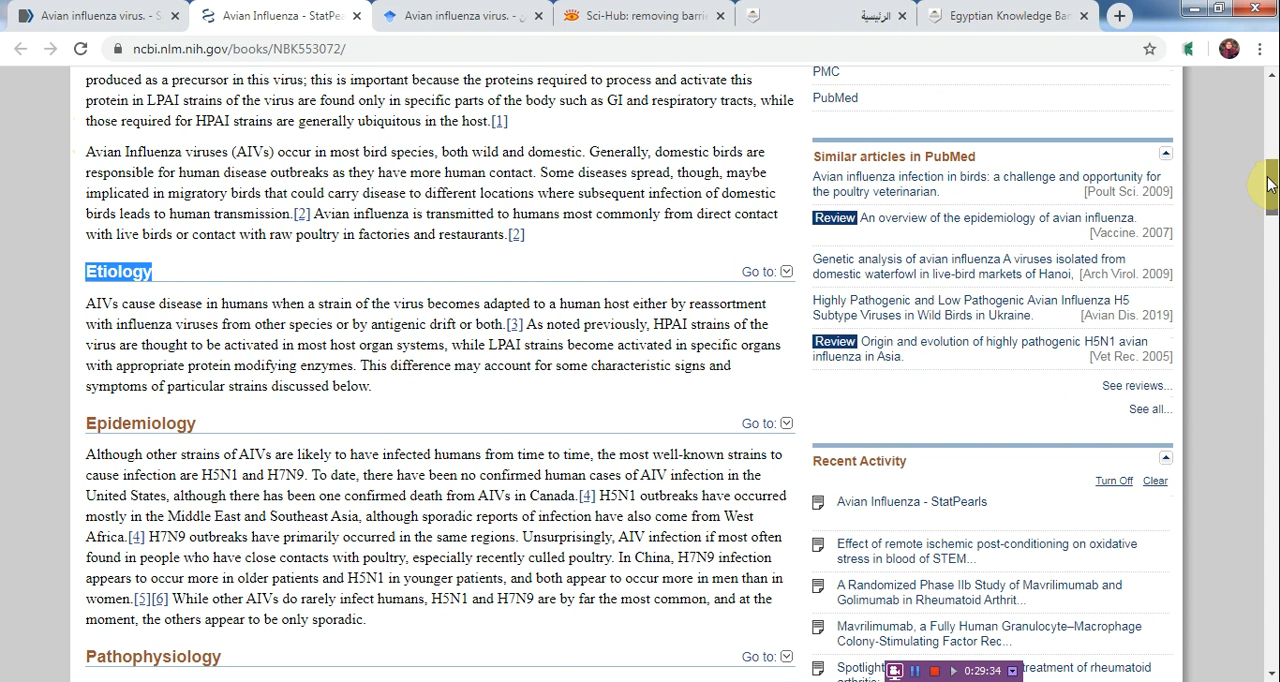 Avian influenza virus. - S
Avian Influenza - StatPe
Avian influenza virus. - ن
Sci-Hub: removing barrie
الرئيسية
Egyptian Knowledge Ba
ncbi.nlm.nih.gov/books/NBK553072/
produced as a precursor in this virus; this is important because the proteins required to process and activate this
protein in LPAI strains of the virus are found only in specific parts of the body such as GI and respiratory tracts, while
those required for HPAI strains are generally ubiquitous in the host.[1]
Avian Influenza viruses (AIVs) occur in most bird species, both wild and domestic. Generally, domestic birds are
responsible for human disease outbreaks as they have more human contact. Some diseases spread, though, maybe
implicated in migratory birds that could carry disease to different locations where subsequent infection of domestic
birds leads to human transmission.[2] Avian influenza is transmitted to humans most commonly from direct contact
with live birds or contact with raw poultry in factories and restaurants.[2]
Etiology Go to:
AIVs cause disease in humans when a strain of the virus becomes adapted to a human host either by reassortment
with influenza viruses from other species or by antigenic drift or both.[3] As noted previously, HPAI strains of the
virus are thought to be activated in most host organ systems, while LPAI strains become activated in specific organs
with appropriate protein modifying enzymes. This difference may account for some characteristic signs and
symptoms of particular strains discussed below.
Epidemiology Go to:
Although other strains of AIVs are likely to have infected humans from time to time, the most well-known strains to
cause infection are H5N1 and H7N9. To date, there have been no confirmed human cases of AIV infection in the
United States, although there has been one confirmed death from AIVs in Canada.[4] H5N1 outbreaks have occurred
mostly in the Middle East and Southeast Asia, although sporadic reports of infection have also come from West
Africa.[4] H7N9 outbreaks have primarily occurred in the same regions. Unsurprisingly, AIV infection if most often
found in people who have close contacts with poultry, especially recently culled poultry. In China, H7N9 infection
appears to occur more in older patients and H5N1 in younger patients, and both appear to occur more in men than in
women.[5][6] While other AIVs do rarely infect humans, H5N1 and H7N9 are by far the most common, and at the
moment, the others appear to be only sporadic.
Pathophysiology Go to:
PMC
PubMed
Similar articles in PubMed
Avian influenza infection in birds: a challenge and opportunity for
the poultry veterinarian. [Poult Sci. 2009]
Review An overview of the epidemiology of avian influenza.
[Vaccine. 2007]
Genetic analysis of avian influenza A viruses isolated from
domestic waterfowl in live-bird markets of Hanoi, [Arch Virol. 2009]
Highly Pathogenic and Low Pathogenic Avian Influenza H5
Subtype Viruses in Wild Birds in Ukraine. [Avian Dis. 2019]
Review Origin and evolution of highly pathogenic H5N1 avian
influenza in Asia. [Vet Rec. 2005]
See reviews...
See all...
Recent Activity
Turn Off Clear
Avian Influenza - StatPearls
Effect of remote ischemic post-conditioning on oxidative
stress in blood of STEM...
A Randomized Phase IIb Study of Mavrilimumab and
Golimumab in Rheumatoid Arthrit...
Mavrilimumab, a Fully Human Granulocyte–Macrophage
Colony-Stimulating Factor Rec...
Spotlight treatment of rheumatoid
arthritis:
0:29:34